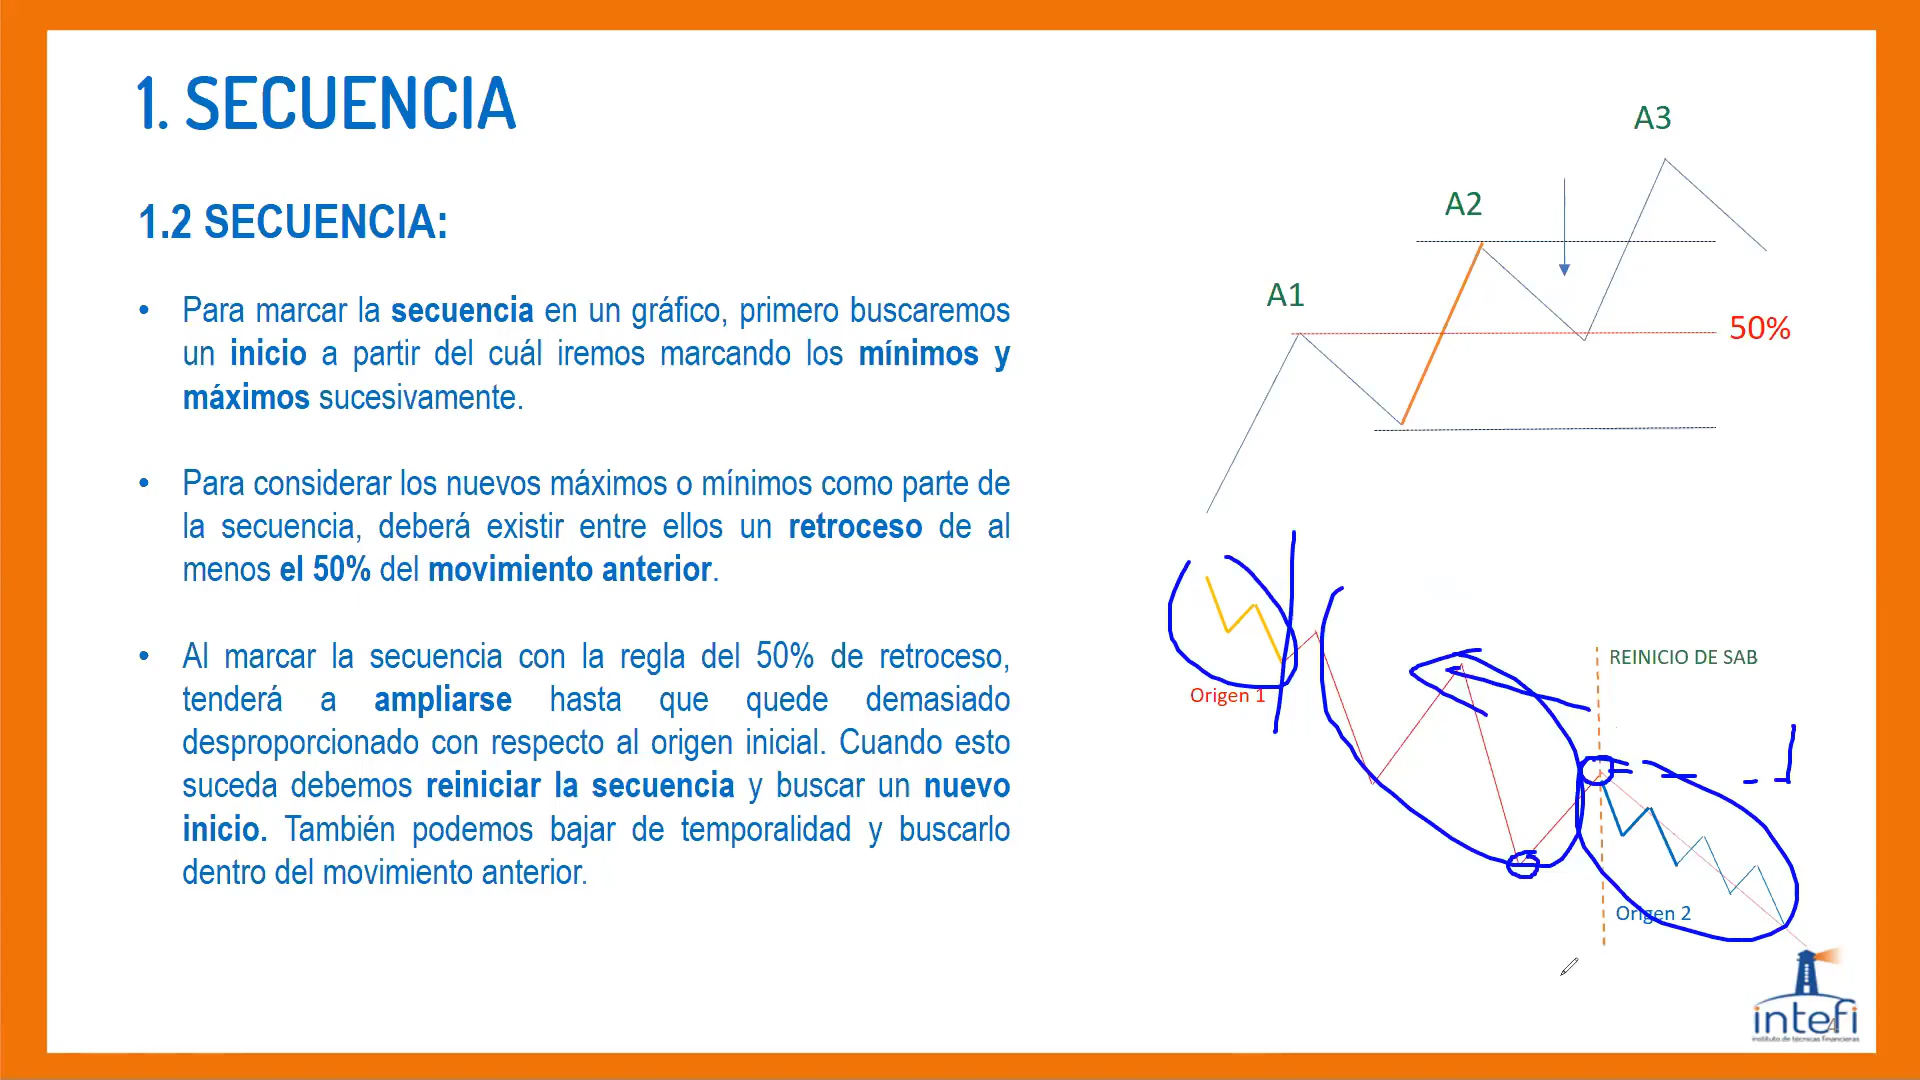 1. SECUENCIA
1.2 SECUENCIA:
• Para marcar la secuencia en un gráfico, primero buscaremos
un inicio a partir del cuál iremos marcando los mínimos y
máximos sucesivamente.
• Para considerar los nuevos máximos o mínimos como parte de
la secuencia, deberá existir entre ellos un retroceso de al
menos el 50% del movimiento anterior.
• Al marcar la secuencia con la regla del 50% de retroceso,
tenderá a ampliarse hasta que quede demasiado
desproporcionado con respecto al origen inicial. Cuando esto
suceda debemos reiniciar la secuencia y buscar un nuevo
inicio. También podemos bajar de temporalidad y buscarlo
dentro del movimiento anterior.
A3
A2
A1
50%
REINICIO DE SAB
Origen 1
Origen 2
intefi
instituto de técnicas financieras